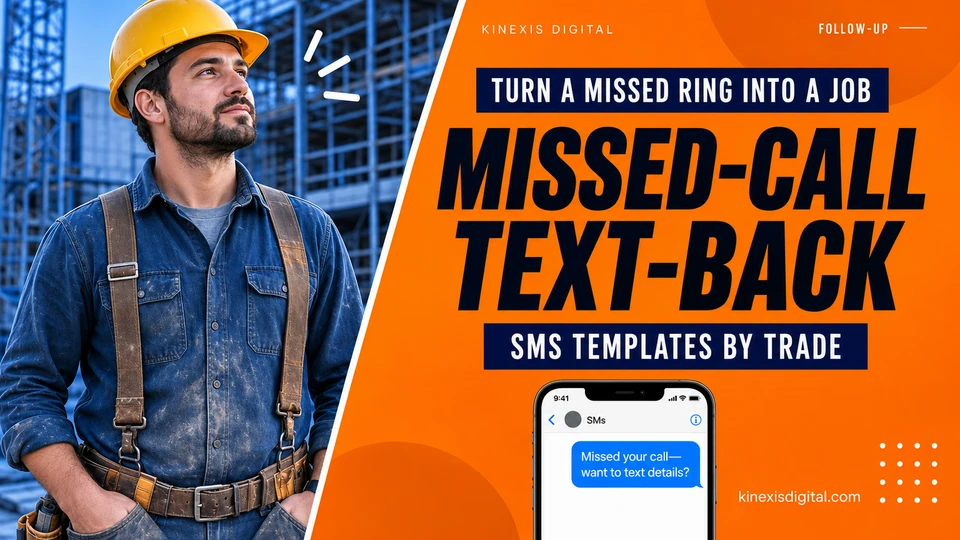 KINEXIS DIGITAL
FOLLOW-UP
TURN A MISSED RING INTO A JOB
MISSED-CALL
TEXT-BACK
SMS TEMPLATES BY TRADE
9:41
SMs
Missed your call—
want to text details?
kinexisdigital.com